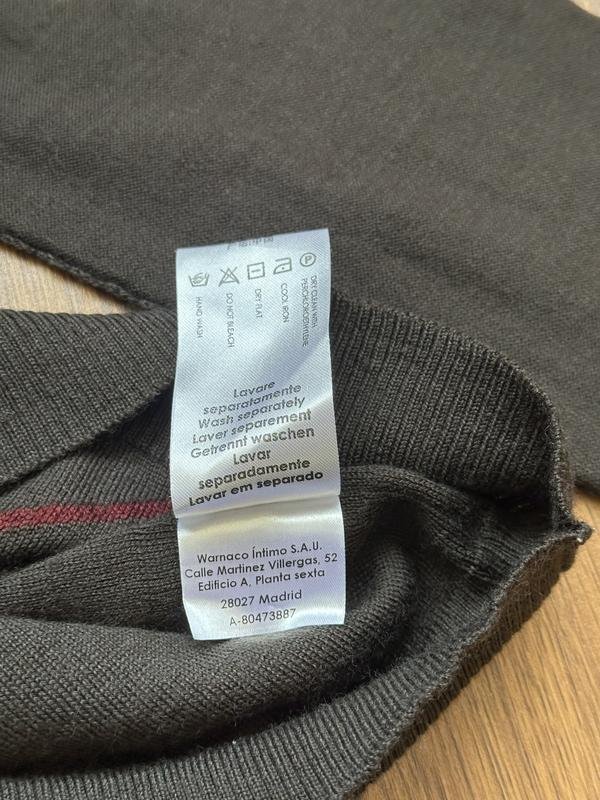 HAND WASH
DO NOT BLEACH
DRY FLAT
COOL IRON
DRY CLEAN WITH
PERCHLOROETHYLENE
P
Lavare
separatamente
Wash separately
Laver separement
Getrennt waschen
Lavar
separadamente
Lavar em separado
Warnaco Íntimo S.A.U.
Calle Martinez Villergas, 52
Edificio A, Planta sexta
28027 Madrid
A-80473887